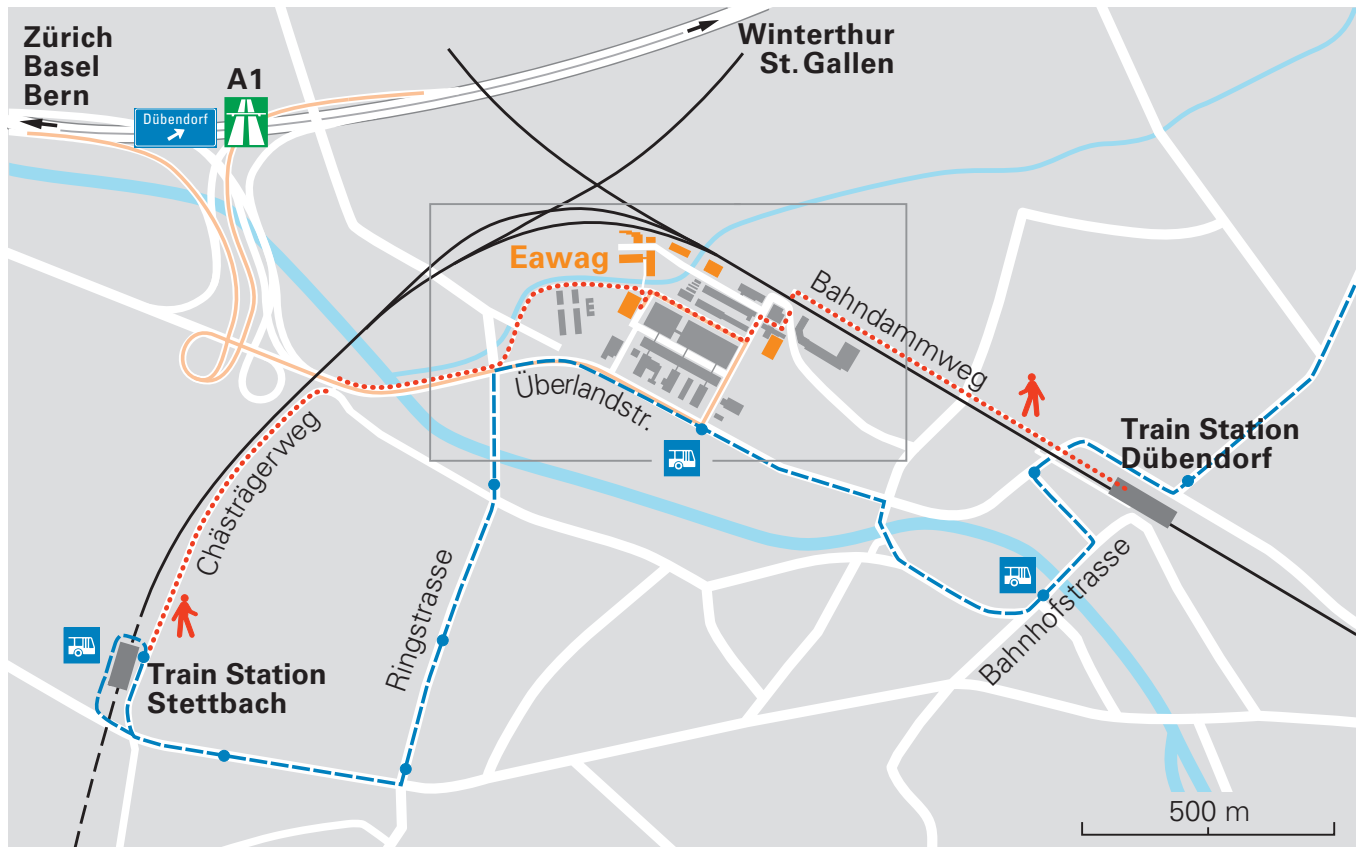 Zürich
Basel
Bern
A1
Dübendorf
Winterthur
St. Gallen
Eawag
Bahndammweg
Überlandstr.
Train Station
Dübendorf
Chästrägerweg
Ringstrasse
Bahnhofstrasse
Train Station
Stettbach
500 m